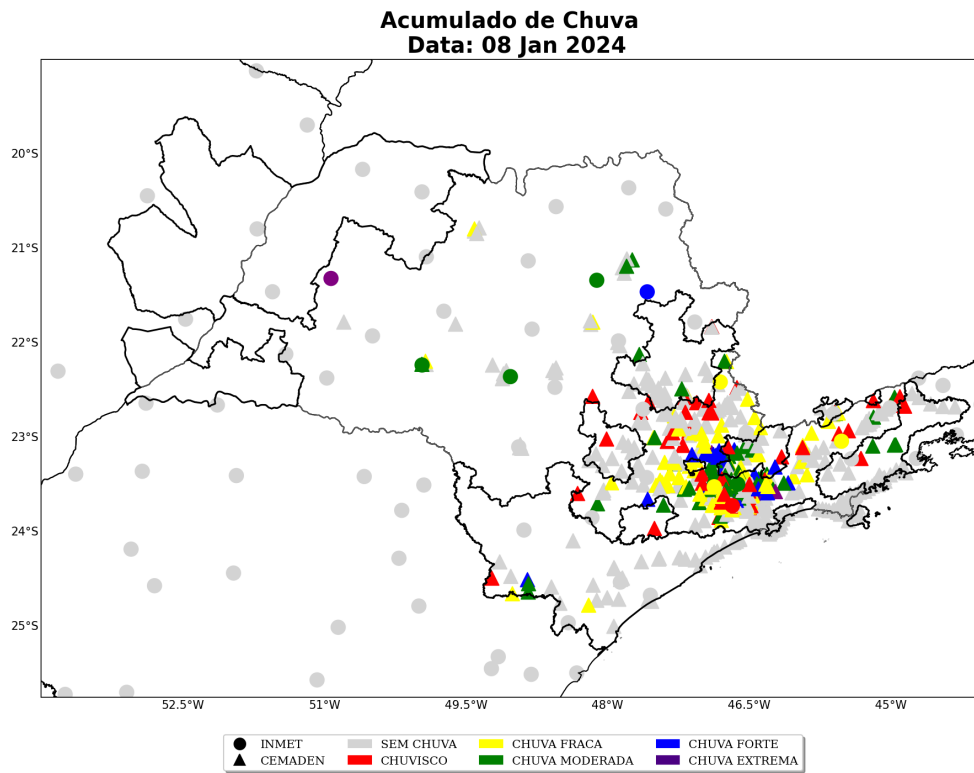 Acumulado de Chuva
Data: 08 Jan 2024
20°S
21°S
22°S
23°S
24°S
25°S
52.5°W 51°W 49.5°W 48°W 46.5°W 45°W
INMET SEM CHUVA CHUVA FRACA CHUVA FORTE
CEMADEN CHUVISCO CHUVA MODERADA CHUVA EXTREMA